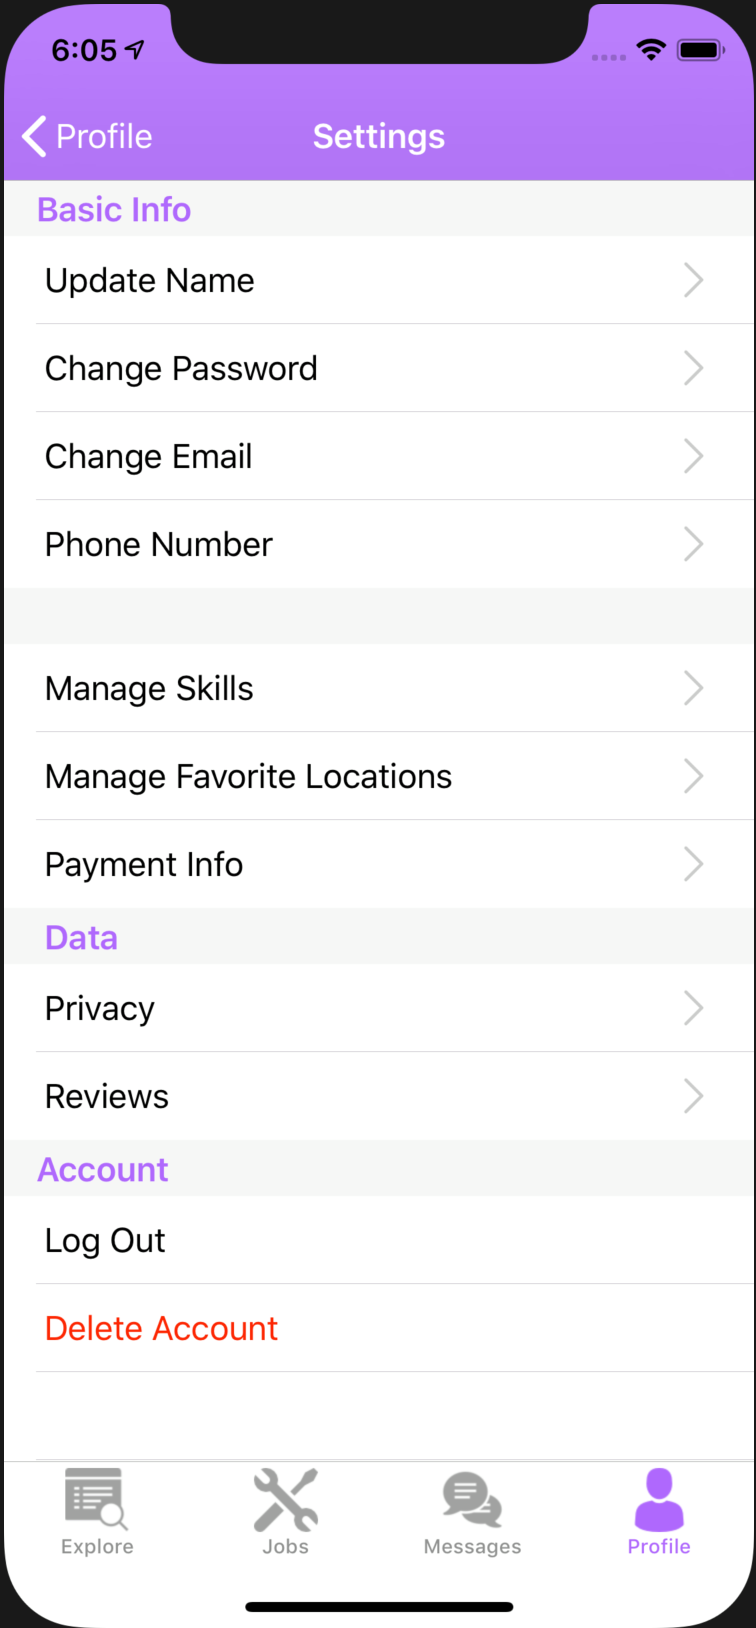 6:05
Profile
Settings
Basic Info
Update Name
Change Password
Change Email
Phone Number
Manage Skills
Manage Favorite Locations
Payment Info
Data
Privacy
Reviews
Account
Log Out
Delete Account
Explore
Jobs
Messages
Profile